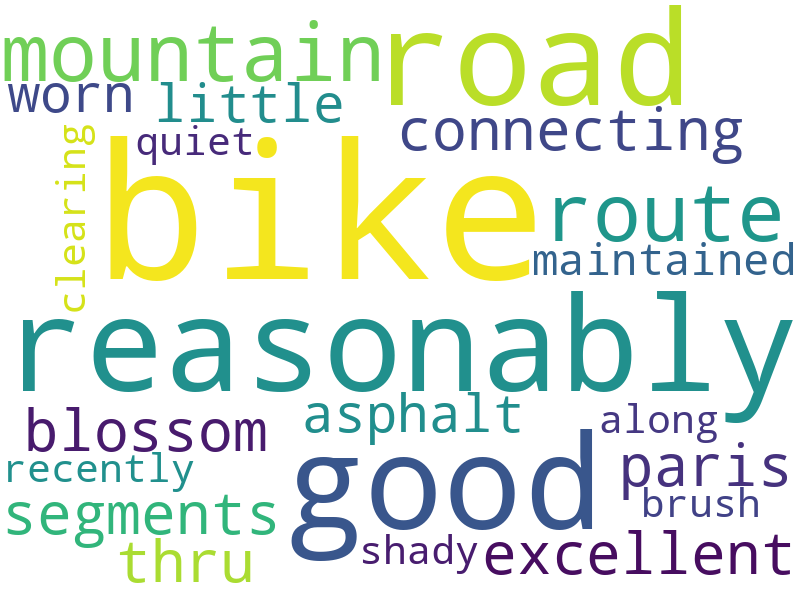 mountain road
worn little connecting
clearing quiet
bike route
maintained
reasonably
blossom asphalt along
recently good paris
segments brush
thru shady excellent